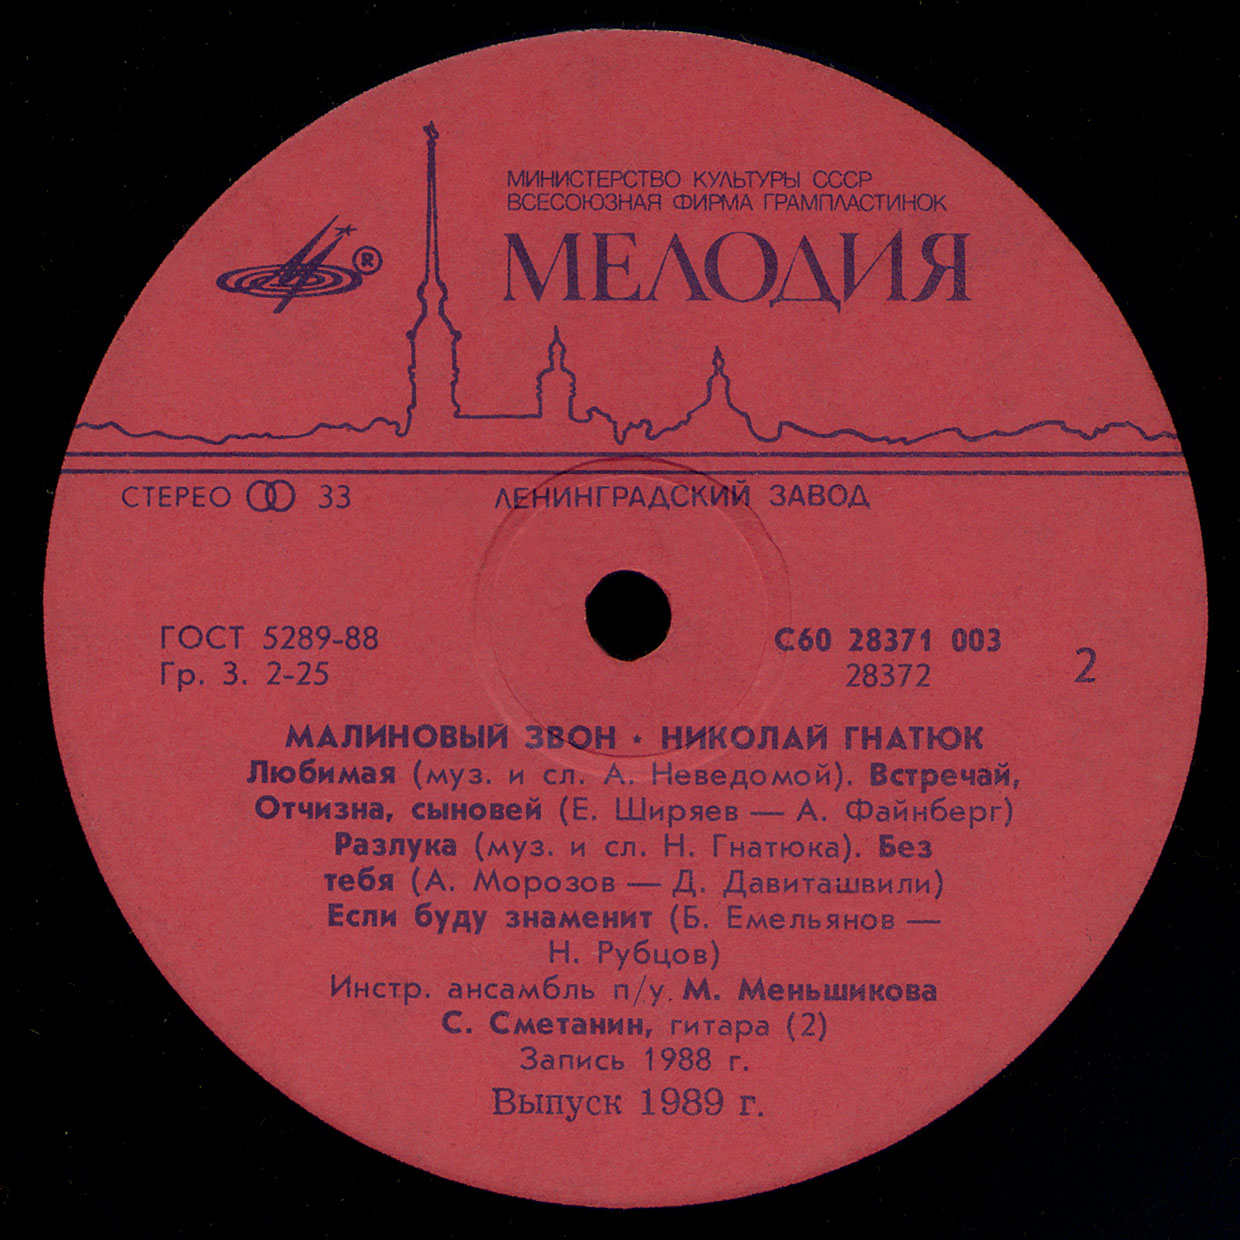 МИНИСТЕРСТВО КУЛЬТУРЫ СССР
ВСЕСОЮЗНАЯ ФИРМА ГРАМПЛАСТИНОК
МЕЛОДИЯ
®
СТЕРЕО 33
ЛЕНИНГРАДСКИЙ ЗАВОД
ГОСТ 5289-88
Гр. 3. 2-25
С60 28371 003
28372
2
МАЛИНОВЫЙ ЗВОН · НИКОЛАЙ ГНАТЮК
Любимая (муз. и сл. А. Неведомой). Встречай,
Отчизна, сыновей (Е. Ширяев — А. Файнберг)
Разлука (муз. и сл. Н. Гнатюка). Без
тебя (А. Морозов — Д. Давиташвили)
Если буду знаменит (Б. Емельянов —
Н. Рубцов)
Инстр. ансамбль п/у. М. Меньшикова
С. Сметанин, гитара (2)
Запись 1988 г.
Выпуск 1989 г.